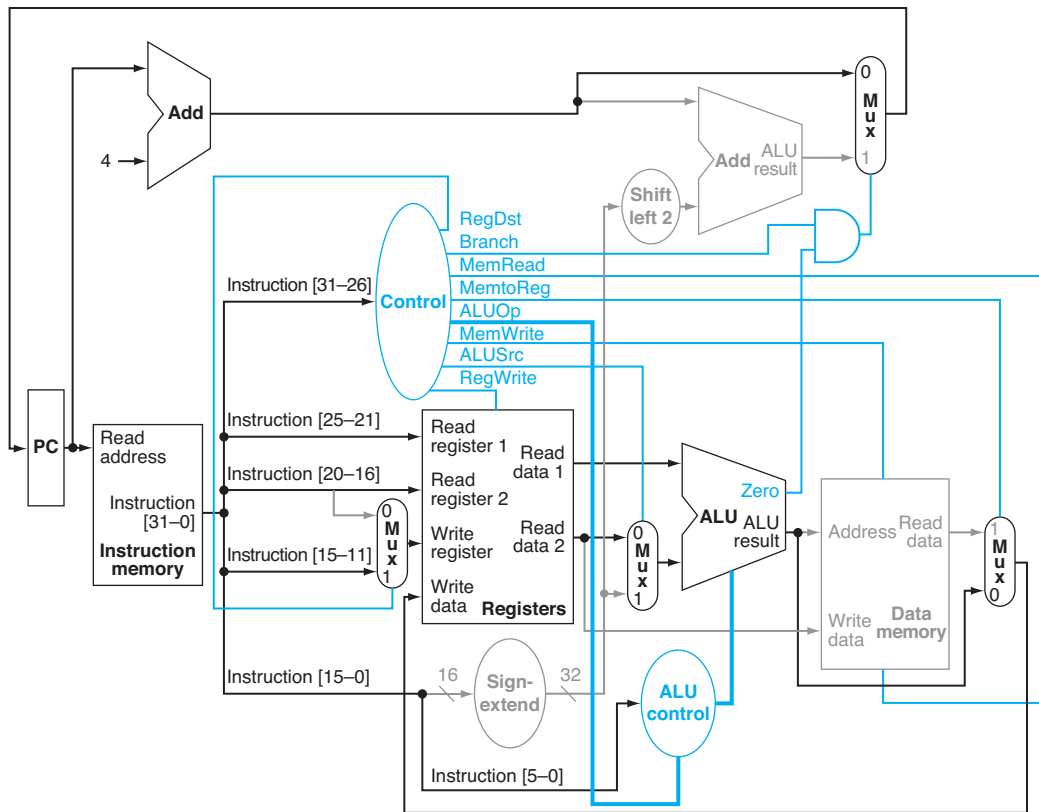 0
M
u
x
1
Add
4
Add
ALU
result
Shift
left 2
RegDst
Branch
MemRead
MemtoReg
ALUOp
MemWrite
ALUSrc
RegWrite
Control
Instruction [31–26]
Instruction [25–21]
Instruction [20–16]
Instruction [15–11]
Instruction [15–0]
Instruction [5–0]
PC
Read
address
Instruction
[31–0]
Instruction
memory
0
M
u
x
1
Read
register 1
Read
register 2
Write
register
Write
data
Read
data 1
Read
data 2
Registers
0
M
u
x
1
Zero
ALU
ALU
result
Address
Read
data
Write
data
Data
memory
1
M
u
x
0
16
Sign-
extend
32
ALU
control